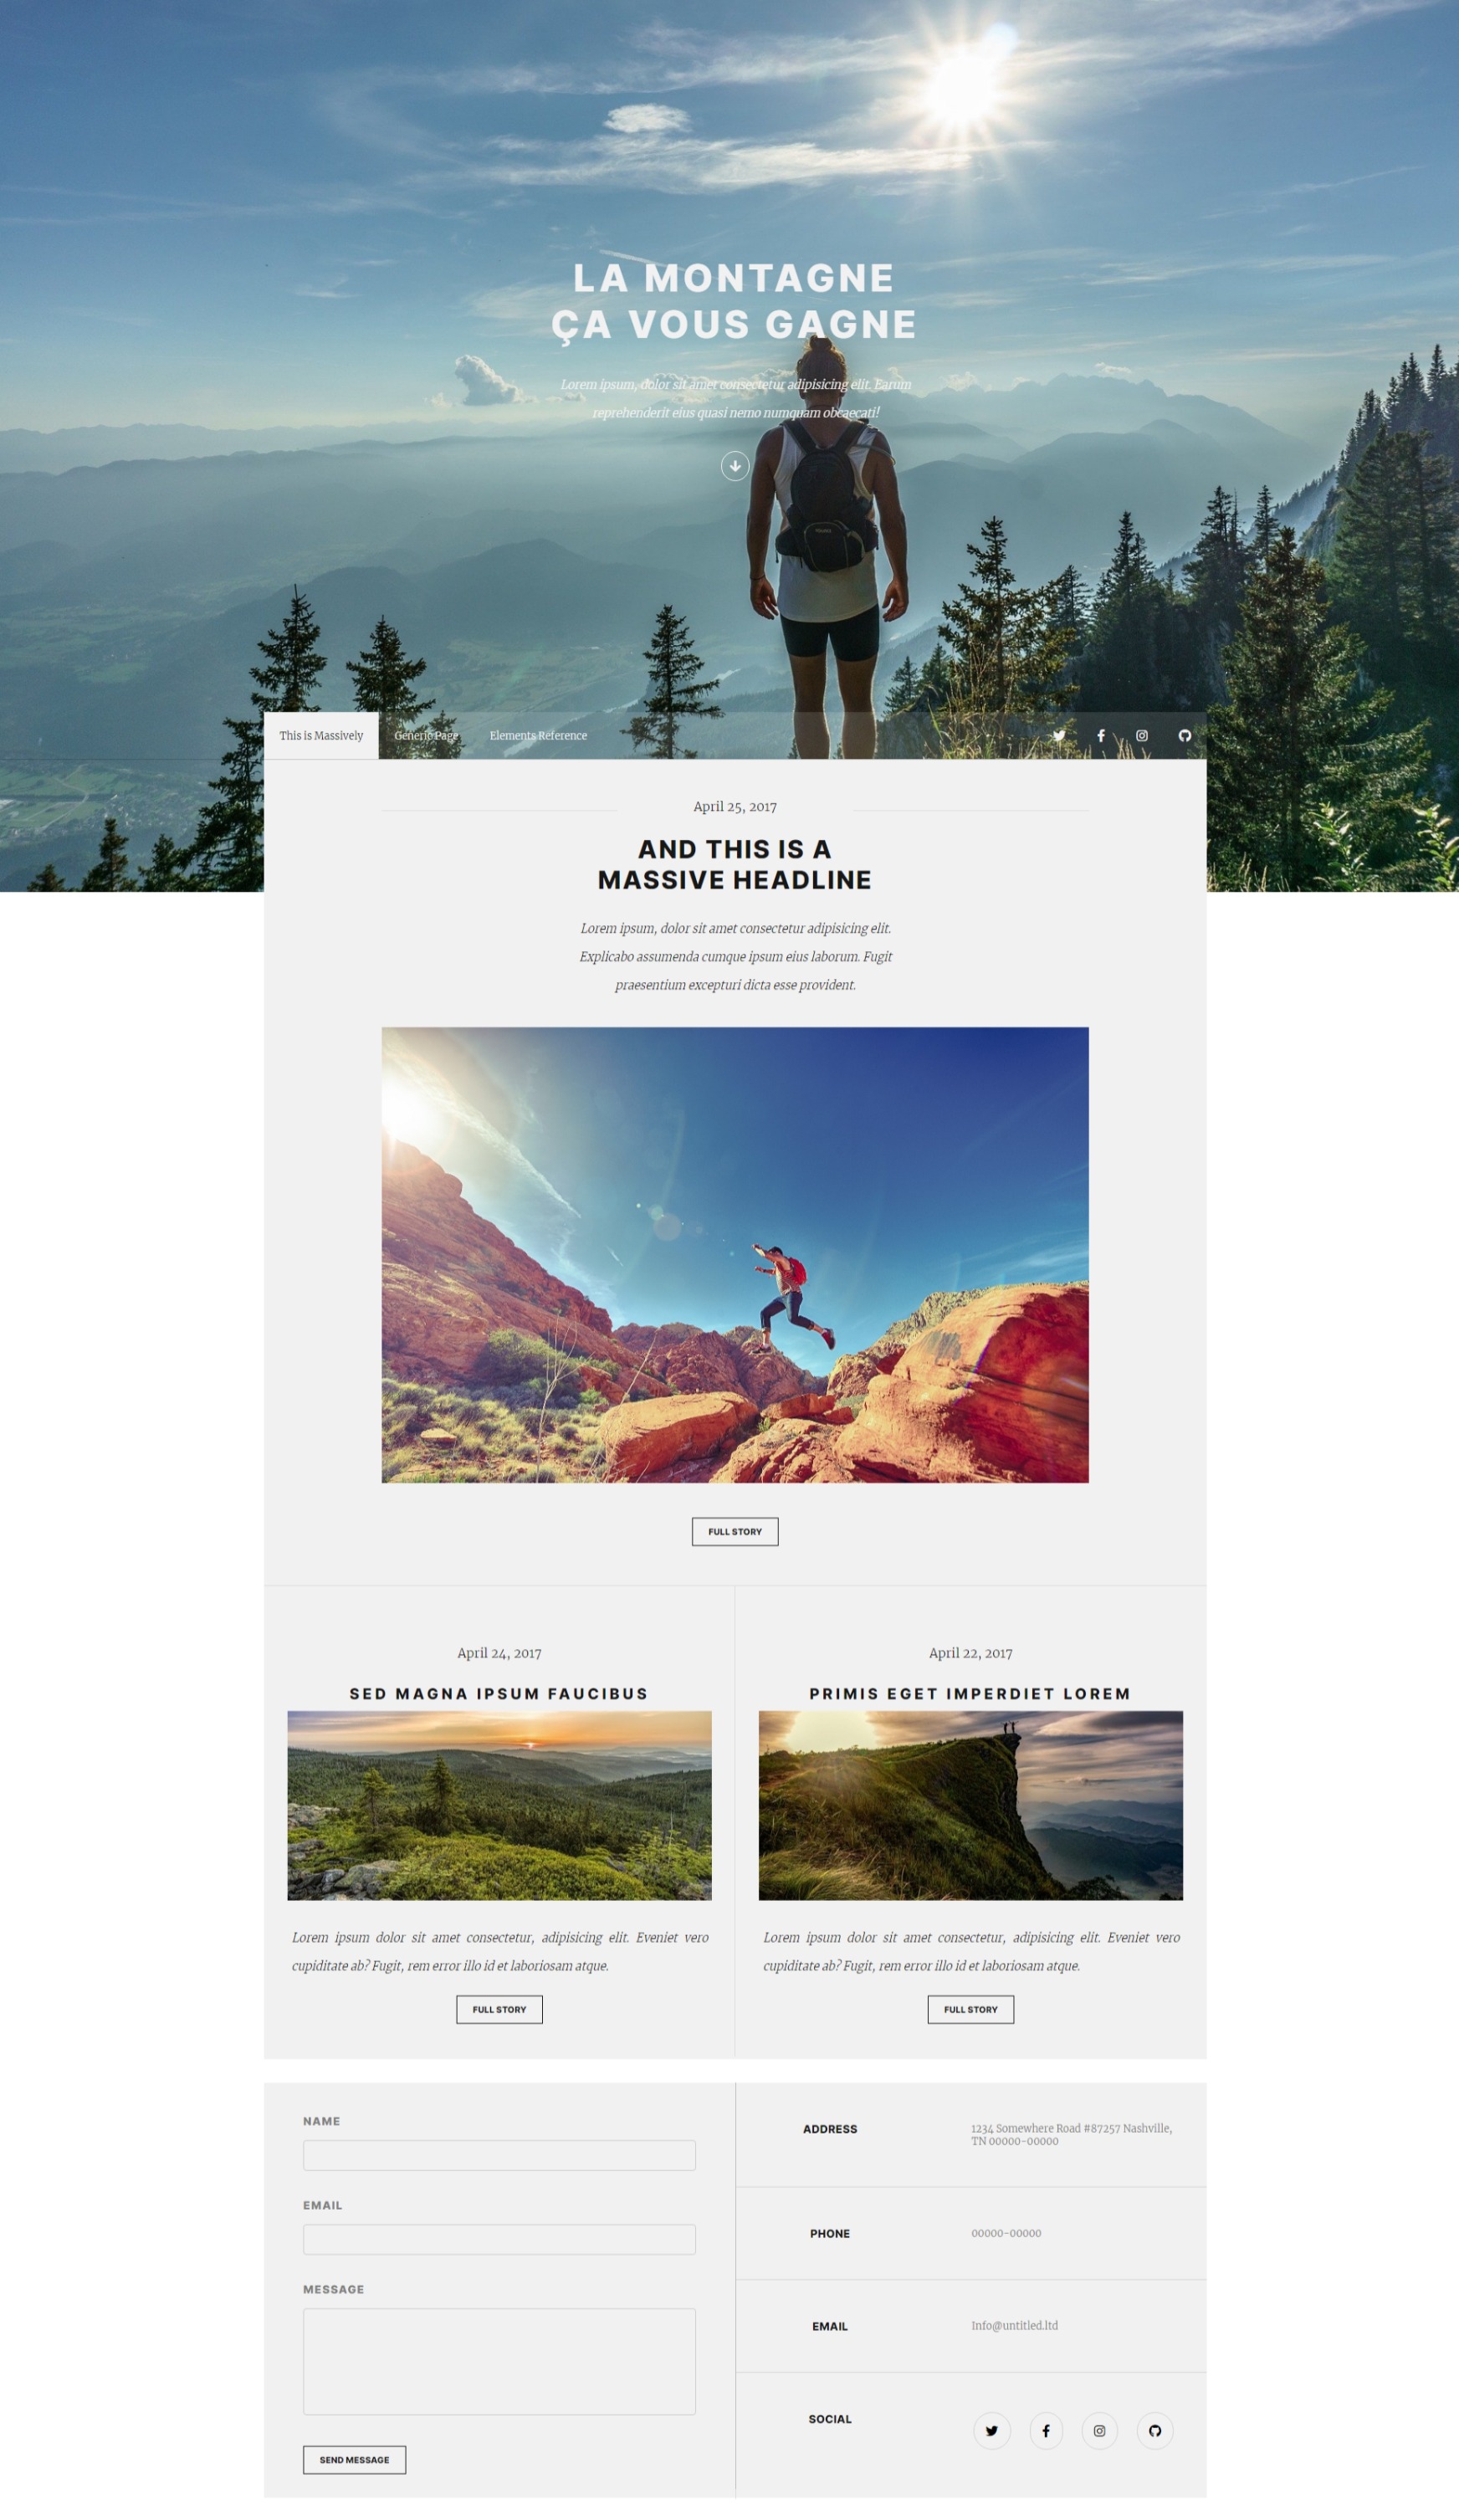 LA MONTAGNE
ÇA VOUS GAGNE
Lorem ipsum, dolor sit amet consectetur adipisicing elit. Earum
reprehenderit eius quasi nemo numquam obcaecati!
This is Massively
Generic Page
Elements Reference
April 25, 2017
AND THIS IS A
MASSIVE HEADLINE
Lorem ipsum, dolor sit amet consectetur adipisicing elit.
Explicabo assumenda cumque ipsum eius laborum. Fugit
praesentium excepturi dicta esse provident.
FULL STORY
April 24, 2017
SED MAGNA IPSUM FAUCIBUS
Lorem ipsum dolor sit amet consectetur, adipisicing elit. Eveniet vero
cupiditate ab? Fugit, rem error illo id et laboriosam atque.
FULL STORY
April 22, 2017
PRIMIS EGET IMPERDIET LOREM
Lorem ipsum dolor sit amet consectetur, adipisicing elit. Eveniet vero
cupiditate ab? Fugit, rem error illo id et laboriosam atque.
FULL STORY
NAME
EMAIL
MESSAGE
SEND MESSAGE
ADDRESS
1234 Somewhere Road #87257 Nashville,
TN 00000-00000
PHONE
00000-00000
EMAIL
Info@untitled.ltd
SOCIAL